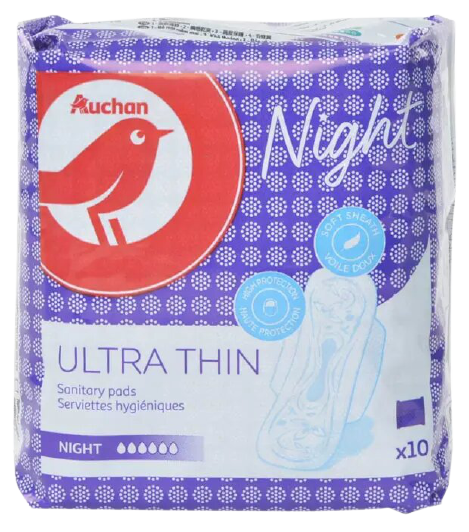 Auchan
Night
SOFT SHEATH
VOILE DOUX
HIGH PROTECTION
HAUTE PROTECTION
ULTRA THIN
Sanitary pads
Serviettes hygiéniques
NIGHT
x10